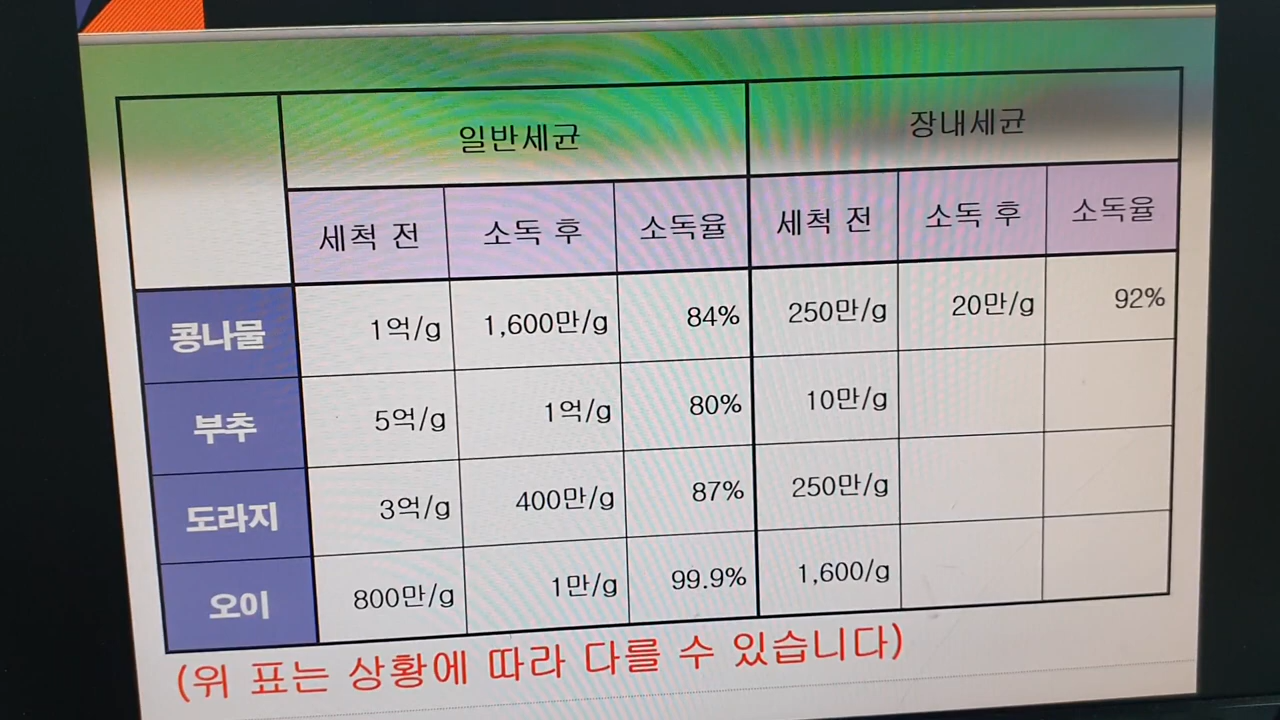 일반세균 장내세균
세척 전 소독 후 소독율 세척 전 소독 후 소독율
콩나물 1억/g 1,600만/g 84% 250만/g 20만/g 92%
부추 5억/g 1억/g 80% 10만/g
도라지 3억/g 400만/g 87% 250만/g
오이 800만/g 1만/g 99.9% 1,600/g
(위 표는 상황에 따라 다를 수 있습니다)